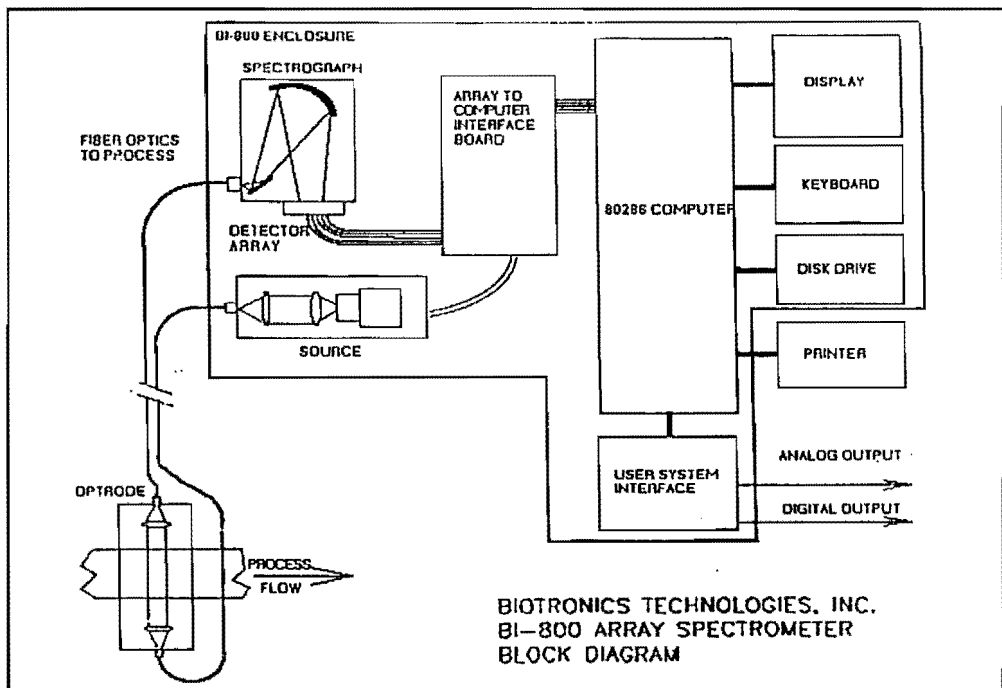 BI-800 ENCLOSURE
SPECTROGRAPH
FIBER OPTICS
TO PROCESS
DETECTOR
ARRAY
SOURCE
ARRAY TO
COMPUTER
INTERFACE
BOARD
80286 COMPUTER
DISPLAY
KEYBOARD
DISK DRIVE
PRINTER
USER SYSTEM
INTERFACE
ANALOG OUTPUT
DIGITAL OUTPUT
OPTRODE
PROCESS
FLOW
BIOTRONICS TECHNOLOGIES, INC.
BI-800 ARRAY SPECTROMETER
BLOCK DIAGRAM